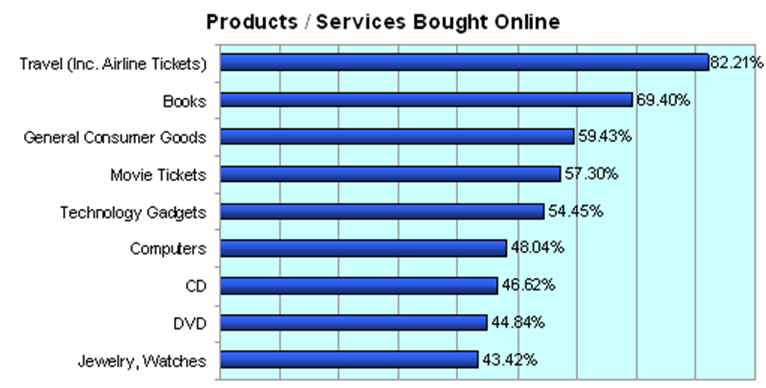 Products / Services Bought Online
Travel (Inc. Airline Tickets) 82.21%
Books 69.40%
General Consumer Goods 59.43%
Movie Tickets 57.30%
Technology Gadgets 54.45%
Computers 48.04%
CD 46.62%
DVD 44.84%
Jewelry, Watches 43.42%